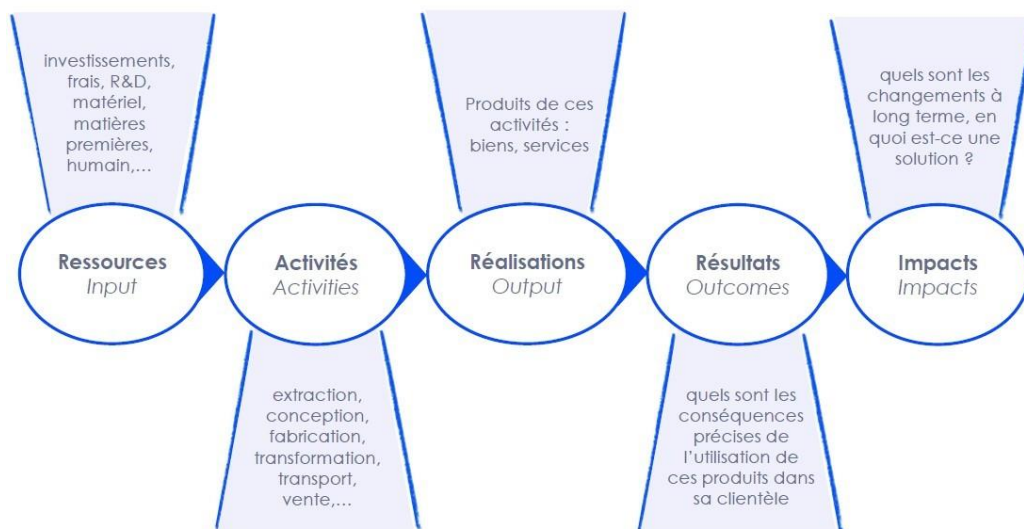 investissements,
frais, R&D,
matériel,
matières
premières,
humain,...
Produits de ces
activités :
biens, services
quels sont les
changements à
long terme, en
quoi est-ce une
solution ?
Ressources
Input
Activités
Activities
Réalisations
Output
Résultats
Outcomes
Impacts
Impacts
extraction,
conception,
fabrication,
transformation,
transport,
vente,...
quels sont les
conséquences
précises de
l'utilisation de
ces produits dans
sa clientèle